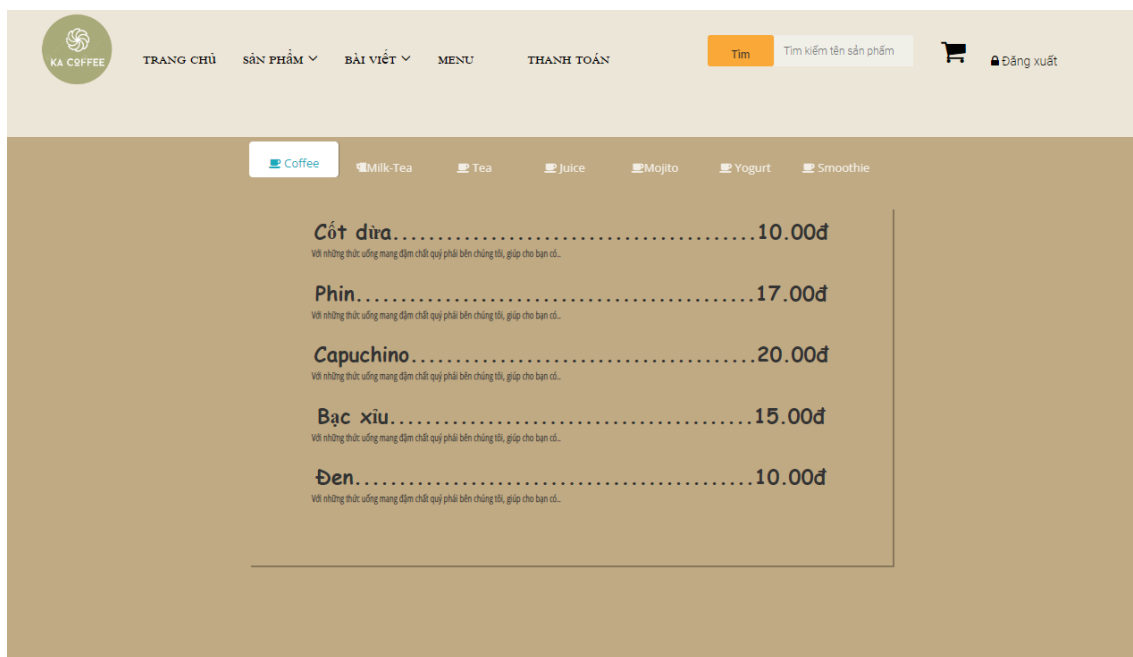 KA COFFEE
TRANG CHỦ SẢN PHẨM BÀI VIẾT MENU THANH TOÁN Tìm Tìm kiếm tên sản phẩm Đăng xuất
Coffee Milk-Tea Tea Juice Mojito Yogurt Smoothie
Cốt dừa........................................10.00đ
Với những thức uống mang đậm chất quý phái bên chúng tôi, giúp cho bạn có..
Phin............................................17.00đ
Với những thức uống mang đậm chất quý phái bên chúng tôi, giúp cho bạn có..
Capuchino......................................20.00đ
Với những thức uống mang đậm chất quý phái bên chúng tôi, giúp cho bạn có..
Bạc xỉu........................................15.00đ
Với những thức uống mang đậm chất quý phái bên chúng tôi, giúp cho bạn có..
Đen............................................10.00đ
Với những thức uống mang đậm chất quý phái bên chúng tôi, giúp cho bạn có..